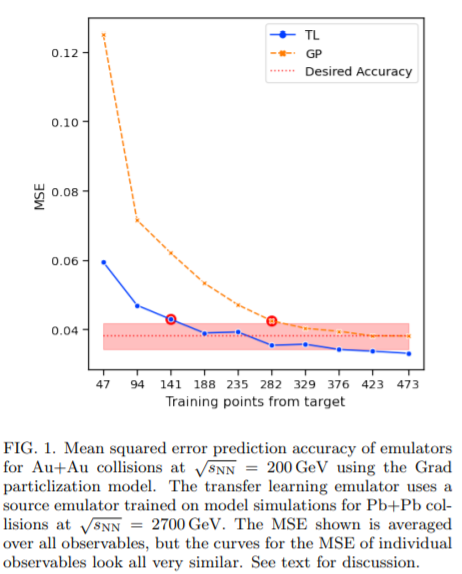 TL
GP
Desired Accuracy
MSE
0.12
0.10
0.08
0.06
0.04
47 94 141 188 235 282 329 376 423 473
Training points from target
FIG. 1. Mean squared error prediction accuracy of emulators
for Au+Au collisions at √sNN = 200 GeV using the Grad
particlization model. The transfer learning emulator uses a
source emulator trained on model simulations for Pb+Pb col-
lisions at √sNN = 2700 GeV. The MSE shown is averaged
over all observables, but the curves for the MSE of individual
observables look all very similar. See text for discussion.